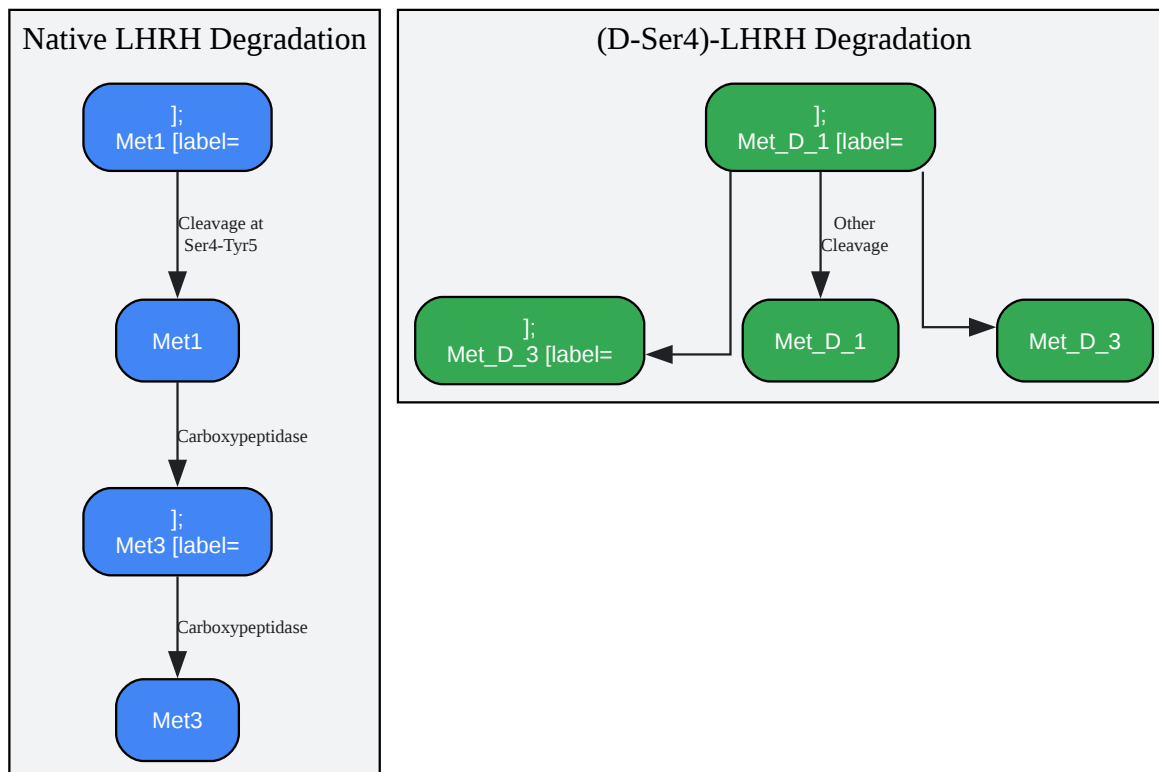 Native LHRH Degradation
];
Met1 [label=
Cleavage at
Ser4-Tyr5
Met1
Carboxypeptidase
];
Met3 [label=
Carboxypeptidase
Met3
(D-Ser4)-LHRH Degradation
];
Met_D_1 [label=
Other
Cleavage
];
Met_D_3 [label=
Met_D_1
Met_D_3